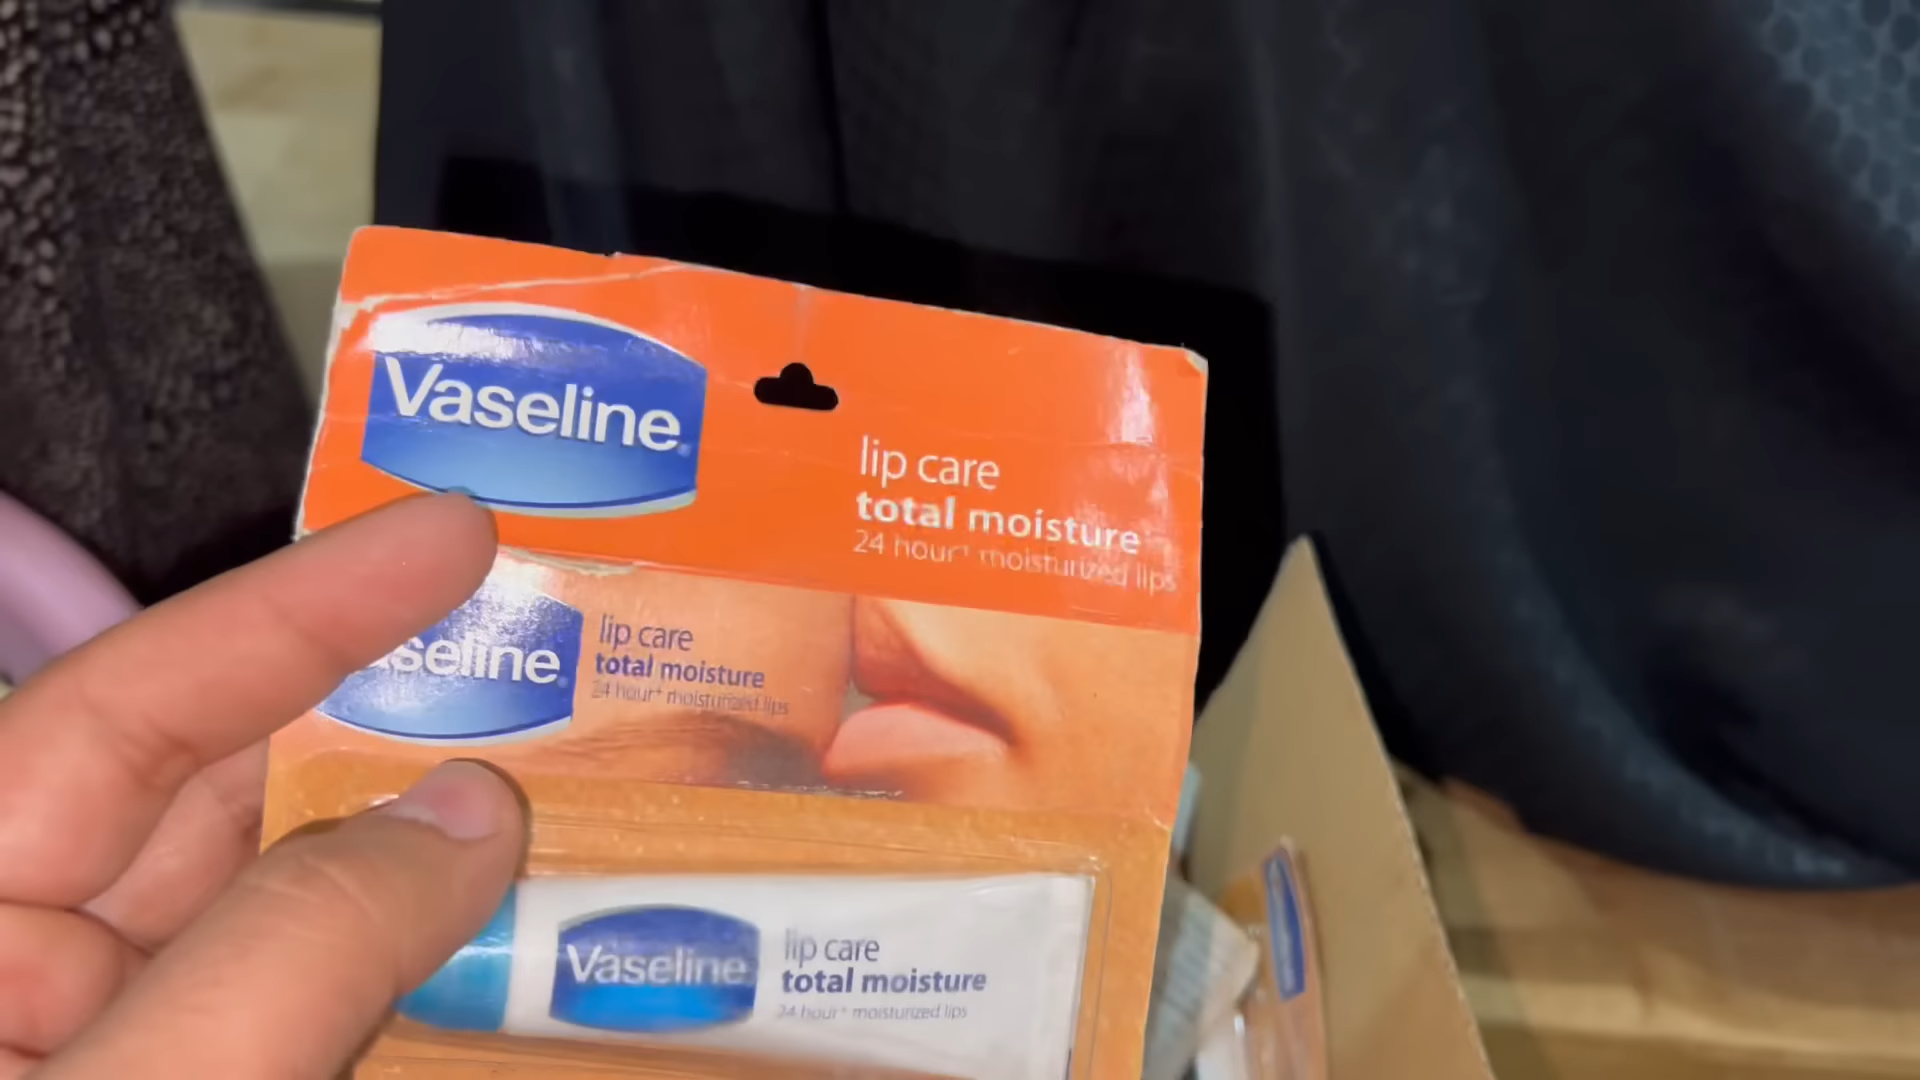 Vaseline
lip care
total moisture
24 hour⁺ moisturized lips
seline
lip care
total moisture
24 hour⁺ moisturized lips
Vaseline
lip care
total moisture
24 hour⁺ moisturized lips